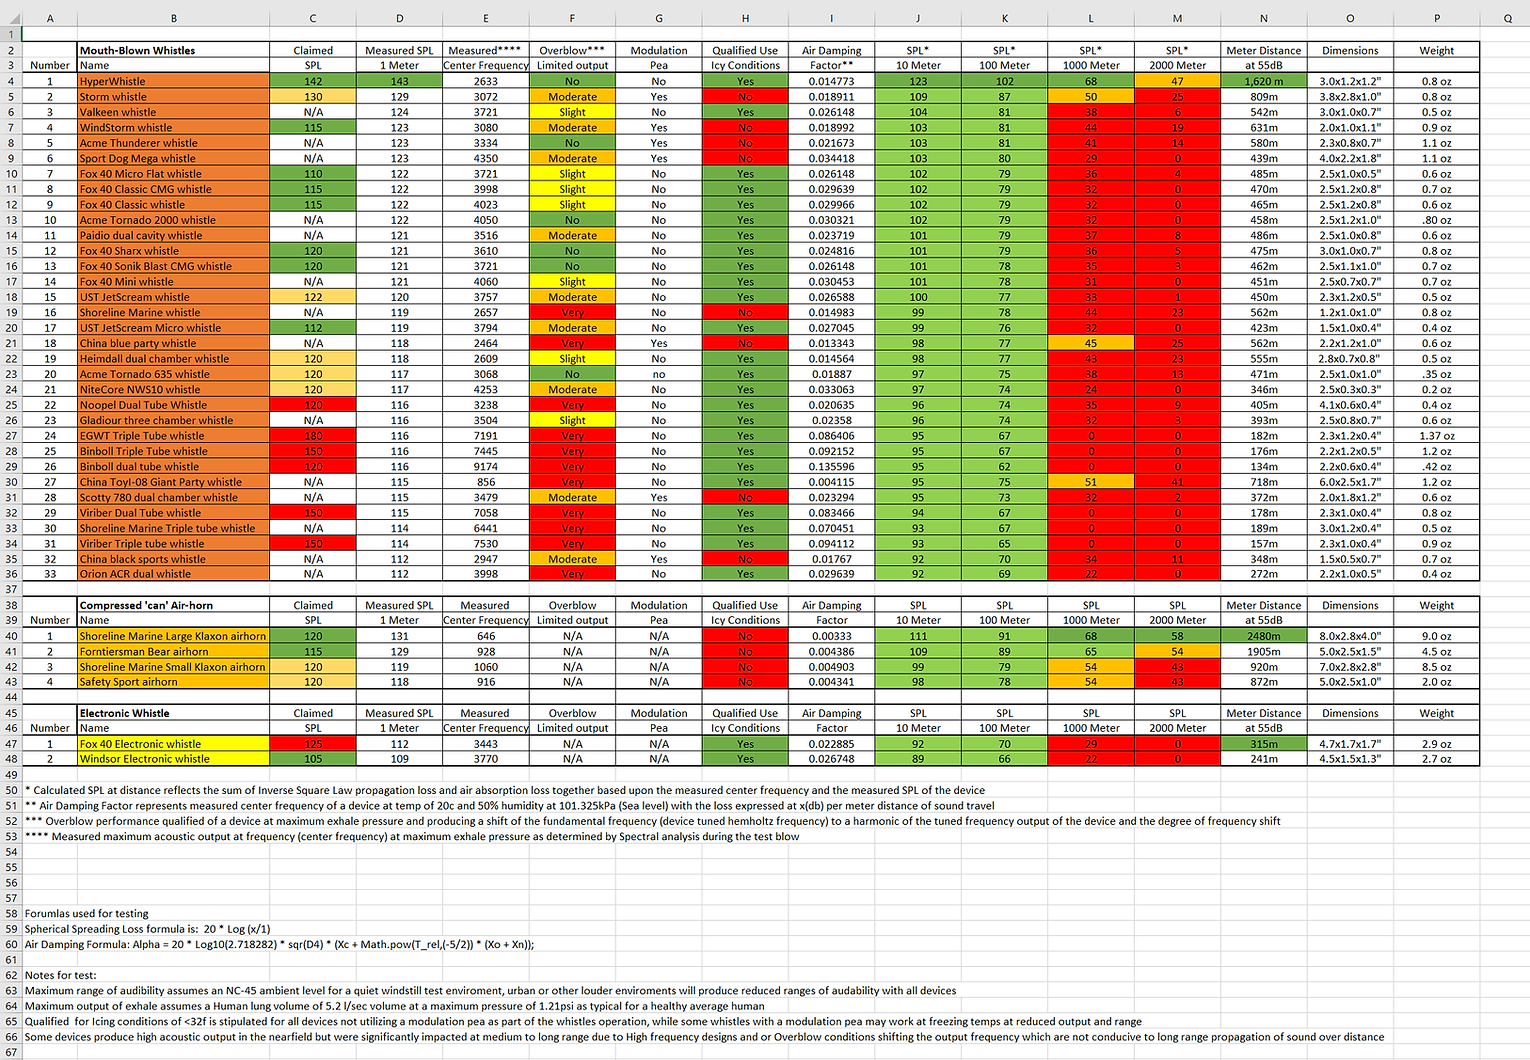 A B C D E F G H I J K L M N O P Q
1
2 Mouth-Blown Whistles Claimed Measured SPL Measured**** Overblow*** Modulation Qualified Use Air Damping SPL* SPL* SPL* SPL* Meter Distance Dimensions Weight
3 Number Name SPL 1 Meter Center Frequency Limited output Pea Icy Conditions Factor** 10 Meter 100 Meter 1000 Meter 2000 Meter at 55dB
4 1 HyperWhistle 142 143 2633 No No Yes 0.014773 123 102 68 47 1,620 m 3.0x1.2x1.2" 0.8 oz
5 2 Storm whistle 130 129 3072 Moderate Yes No 0.018911 109 87 50 25 809m 3.8x2.8x1.0" 0.8 oz
6 3 Valkeen whistle N/A 124 3721 Slight No Yes 0.026148 104 81 38 6 542m 3.0x1.0x0.7" 0.5 oz
7 4 WindStorm whistle 115 123 3080 Moderate Yes No 0.018992 103 81 44 19 631m 2.0x1.0x1.1" 0.9 oz
8 5 Acme Thunderer whistle N/A 123 3334 No Yes No 0.021673 103 81 41 14 580m 2.3x0.8x0.7" 1.1 oz
9 6 Sport Dog Mega whistle N/A 123 4350 Moderate Yes No 0.034418 103 80 29 0 439m 4.0x2.2x1.8" 1.1 oz
10 7 Fox 40 Micro Flat whistle 110 122 3721 Slight No Yes 0.026148 102 79 36 4 485m 2.5x1.0x0.5" 0.6 oz
11 8 Fox 40 Classic CMG whistle 115 122 3998 Slight No Yes 0.029639 102 79 32 0 470m 2.5x1.2x0.8" 0.7 oz
12 9 Fox 40 Classic whistle 115 122 4023 Slight No Yes 0.029966 102 79 32 0 465m 2.5x1.2x0.8" 0.6 oz
13 10 Acme Tornado 2000 whistle N/A 122 4050 No No Yes 0.030321 102 79 32 0 458m 2.5x1.2x1.0" .80 oz
14 11 Paidio dual cavity whistle N/A 121 3516 Moderate No Yes 0.023719 101 79 37 8 486m 2.5x1.0x0.8" 0.6 oz
15 12 Fox 40 Sharx whistle 120 121 3610 No No Yes 0.024816 101 79 36 5 475m 3.0x1.0x0.7" 0.8 oz
16 13 Fox 40 Sonik Blast CMG whistle 120 121 3721 No No Yes 0.026148 101 78 35 3 462m 2.5x1.1x1.0" 0.7 oz
17 14 Fox 40 Mini whistle N/A 121 4060 Slight No Yes 0.030453 101 78 31 0 451m 2.5x0.7x0.7" 0.7 oz
18 15 UST JetScream whistle 122 120 3757 Moderate No Yes 0.026588 100 77 33 1 450m 2.3x1.2x0.5" 0.5 oz
19 16 Shoreline Marine whistle N/A 119 2657 Very No No 0.014983 99 78 44 23 562m 1.2x1.0x1.0" 0.8 oz
20 17 UST JetScream Micro whistle 112 119 3794 Moderate No Yes 0.027045 99 76 32 0 423m 1.5x1.0x0.4" 0.4 oz
21 18 China blue party whistle N/A 118 2464 Very Yes No 0.013343 98 77 45 25 562m 2.2x1.2x1.0" 0.6 oz
22 19 Heimdall dual chamber whistle 120 118 2609 Slight No Yes 0.014564 98 77 43 23 555m 2.8x0.7x0.8" 0.5 oz
23 20 Acme Tornado 635 whistle 120 117 3068 No no Yes 0.01887 97 75 38 13 471m 2.5x1.0x1.0" .35 oz
24 21 NiteCore NWS10 whistle 120 117 4253 Moderate No Yes 0.033063 97 74 24 0 346m 2.5x0.3x0.3" 0.2 oz
25 22 Noopel Dual Tube Whistle 120 116 3238 Very No Yes 0.020635 96 74 35 9 405m 4.1x0.6x0.4" 0.4 oz
26 23 Gladiour three chamber whistle N/A 116 3504 Slight No Yes 0.02358 96 74 32 3 393m 2.5x0.8x0.7" 0.6 oz
27 24 EGWT Triple Tube whistle 180 116 7191 Very No Yes 0.086406 95 67 0 0 182m 2.3x1.2x0.4" 1.37 oz
28 25 Binboll Triple Tube whistle 150 116 7445 Very No Yes 0.092152 95 67 0 0 176m 2.2x1.2x0.5" 1.2 oz
29 26 Binboll dual tube whistle 120 116 9174 Very No Yes 0.135596 95 62 0 0 134m 2.2x0.6x0.4" .42 oz
30 27 China ToyI-08 Giant Party whistle N/A 115 856 Very No Yes 0.004115 95 75 51 41 718m 6.0x2.5x1.7" 1.2 oz
31 28 Scotty 780 dual chamber whistle N/A 115 3479 Moderate Yes No 0.023294 95 73 32 2 372m 2.0x1.8x1.2" 0.6 oz
32 29 Viriber Dual Tube whistle 150 115 7058 Very No Yes 0.083466 94 67 0 0 178m 2.3x1.0x0.4" 0.8 oz
33 30 Shoreline Marine Triple tube whistle N/A 114 6441 Very No Yes 0.070451 93 67 0 0 189m 3.0x1.2x0.4" 0.5 oz
34 31 Viriber Triple tube whistle 150 114 7530 Very No Yes 0.094112 93 65 0 0 157m 2.3x1.0x0.4" 0.9 oz
35 32 China black sports whistle N/A 112 2947 Moderate Yes No 0.01767 92 70 34 11 348m 1.5x0.5x0.7" 0.7 oz
36 33 Orion ACR dual whistle N/A 112 3998 Very No Yes 0.029639 92 69 22 0 272m 2.2x1.0x0.5" 0.4 oz
37
38 Compressed 'can' Air-horn Claimed Measured SPL Measured Overblow Modulation Qualified Use Air Damping SPL SPL SPL SPL Meter Distance Dimensions Weight
39 Number Name SPL 1 Meter Center Frequency Limited output Pea Icy Conditions Factor 10 Meter 100 Meter 1000 Meter 2000 Meter at 55dB
40 1 Shoreline Marine Large Klaxon airhorn 120 131 646 N/A N/A No 0.00333 111 91 68 58 2480m 8.0x2.8x4.0" 9.0 oz
41 2 Forntiersman Bear airhorn 115 129 928 N/A N/A No 0.004386 109 89 65 54 1905m 5.0x2.5x1.5" 4.5 oz
42 3 Shoreline Marine Small Klaxon airhorn 120 119 1060 N/A N/A No 0.004903 99 79 54 43 920m 7.0x2.8x2.8" 8.5 oz
43 4 Safety Sport airhorn 120 118 916 N/A N/A No 0.004341 98 78 54 43 872m 5.0x2.5x1.0" 2.0 oz
44
45 Electronic Whistle Claimed Measured SPL Measured Overblow Modulation Qualified Use Air Damping SPL SPL SPL SPL Meter Distance Dimensions Weight
46 Number Name SPL 1 Meter Center Frequency Limited output Pea Icy Conditions Factor 10 Meter 100 Meter 1000 Meter 2000 Meter at 55dB
47 1 Fox 40 Electronic whistle 125 112 3443 N/A N/A Yes 0.022885 92 70 29 0 315m 4.7x1.7x1.7" 2.9 oz
48 2 Windsor Electronic whistle 105 109 3770 N/A N/A Yes 0.026748 89 66 22 0 241m 4.5x1.5x1.3" 2.7 oz
49
50 * Calculated SPL at distance reflects the sum of Inverse Square Law propagation loss and air absorption loss together based upon the measured center frequency and the measured SPL of the device
51 ** Air Damping Factor represents measured center frequency of a device at temp of 20c and 50% humidity at 101.325kPa (Sea level) with the loss expressed at x(db) per meter distance of sound travel
52 *** Overblow performance qualified of a device at maximum exhale pressure and producing a shift of the fundamental frequency (device tuned hemholtz frequency) to a harmonic of the tuned frequency output of the device and the degree of frequency shift
53 **** Measured maximum acoustic output at frequency (center frequency) at maximum exhale pressure as determined by Spectral analysis during the test blow
54
55
56
57
58 Forumlas used for testing
59 Spherical Spreading Loss formula is: 20 * Log (x/1)
60 Air Damping Formula: Alpha = 20 * Log10(2.718282) * sqr(D4) * (Xc + Math.pow(T_rel,(-5/2)) * (Xo + Xn));
61
62 Notes for test:
63 Maximum range of audibility assumes an NC-45 ambient level for a quiet windstill test enviroment, urban or other louder enviroments will produce reduced ranges of audability with all devices
64 Maximum output of exhale assumes a Human lung volume of 5.2 l/sec volume at a maximum pressure of 1.21psi as typical for a healthy average human
65 Qualified for Icing conditions of <32f is stipulated for all devices not utilizing a modulation pea as part of the whistles operation, while some whistles with a modulation pea may work at freezing temps at reduced output and range
66 Some devices produce high acoustic output in the nearfield but were significantly impacted at medium to long range due to High frequency designs and or Overblow conditions shifting the output frequency which are not conducive to long range propagation of sound over distance
67